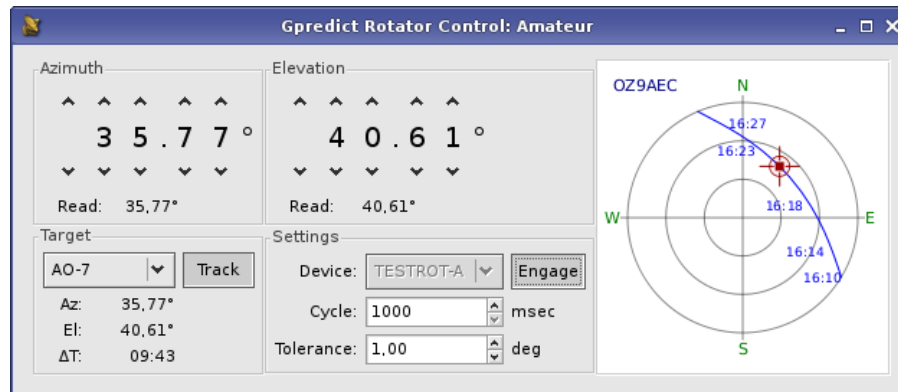 Gpredict Rotator Control: Amateur
Azimuth
35.77°
Read: 35,77°
Elevation
40.61°
Read: 40,61°
Target
AO-7
Track
Az: 35,77°
El: 40,61°
ΔT: 09:43
Settings
Device: TESTROT-A
Engage
Cycle: 1000 msec
Tolerance: 1,00 deg
OZ9AEC
N
16:27
16:23
16:18
W
E
16:14
16:10
S